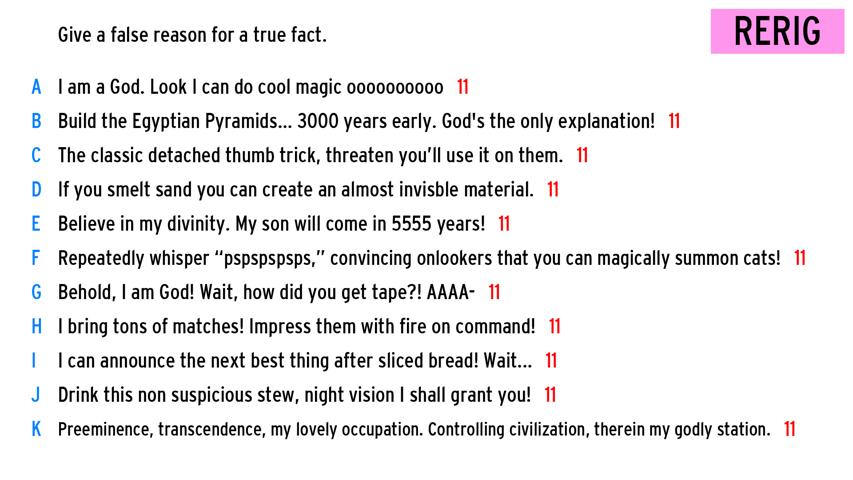 Give a false reason for a true fact.
RERIG
A I am a God. Look I can do cool magic oooooooooo 11
B Build the Egyptian Pyramids... 3000 years early. God's the only explanation! 11
C The classic detached thumb trick, threaten you'll use it on them. 11
D If you smelt sand you can create an almost invisble material. 11
E Believe in my divinity. My son will come in 5555 years! 11
F Repeatedly whisper “pspspspsps,” convincing onlookers that you can magically summon cats! 11
G Behold, I am God! Wait, how did you get tape?! AAAA- 11
H I bring tons of matches! Impress them with fire on command! 11
I I can announce the next best thing after sliced bread! Wait... 11
J Drink this non suspicious stew, night vision I shall grant you! 11
K Preeminence, transcendence, my lovely occupation. Controlling civilization, therein my godly station. 11